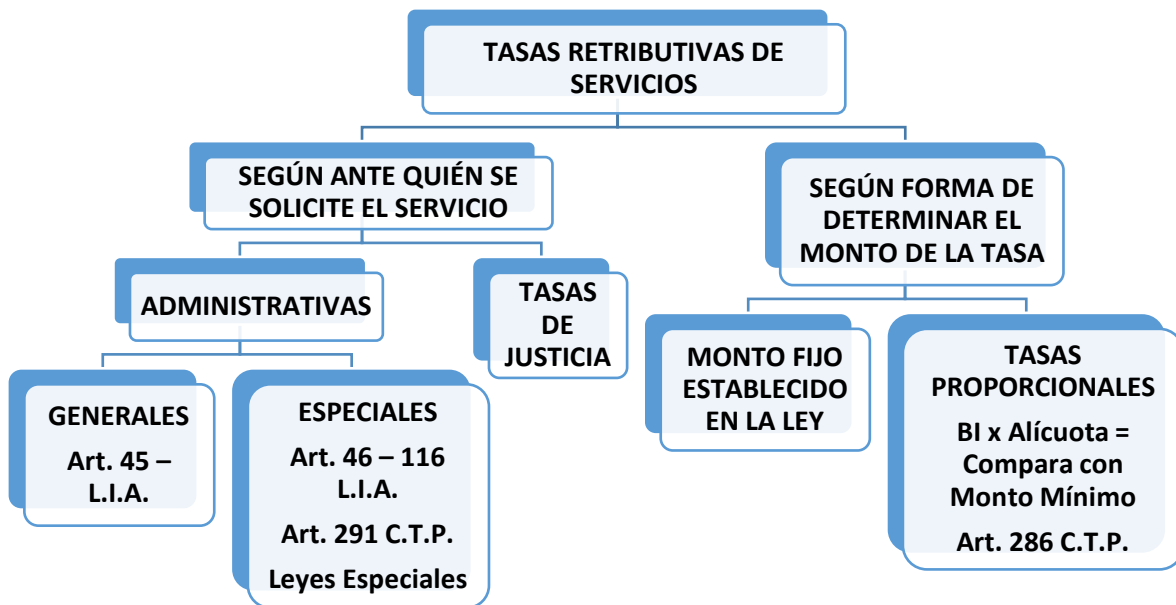 TASAS RETRIBUTIVAS DE
SERVICIOS
SEGÚN ANTE QUIÉN SE
SOLICITE EL SERVICIO
ADMINISTRATIVAS
GENERALES
Art. 45 –
L.I.A.
ESPECIALES
Art. 46 – 116
L.I.A.
Art. 291 C.T.P.
Leyes Especiales
TASAS
DE
JUSTICIA
SEGÚN FORMA DE
DETERMINAR EL
MONTO DE LA TASA
MONTO FIJO
ESTABLECIDO
EN LA LEY
TASAS
PROPORCIONALES
BI x Alícuota =
Compara con
Monto Mínimo
Art. 286 C.T.P.